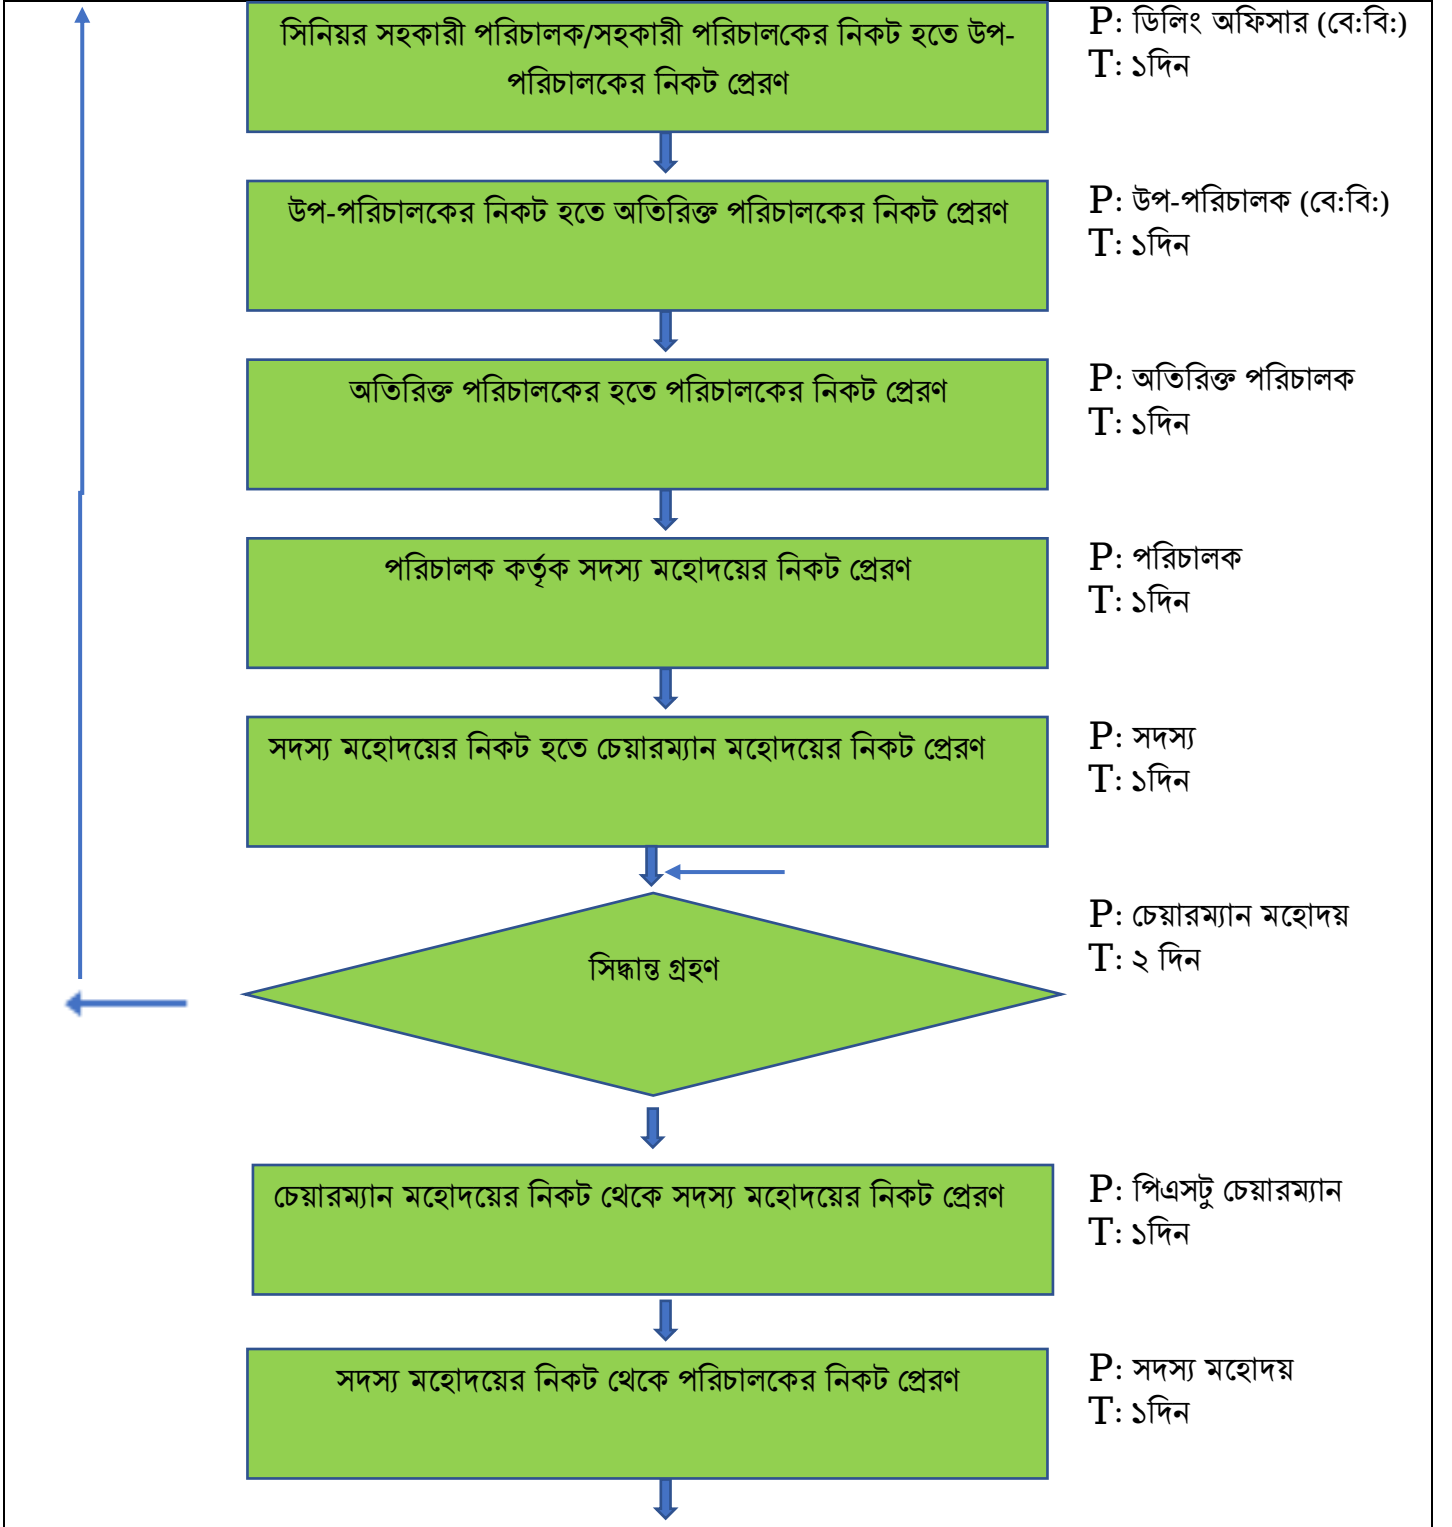 সিনিয়র সহকারী পরিচালক/সহকারী পরিচালকের নিকট হতে উপ-
পরিচালকের নিকট প্রেরণ
P: ডিলিং অফিসার (বে:বি:)
T: ১দিন
উপ-পরিচালকের নিকট হতে অতিরিক্ত পরিচালকের নিকট প্রেরণ
P: উপ-পরিচালক (বে:বি:)
T: ১দিন
অতিরিক্ত পরিচালকের হতে পরিচালকের নিকট প্রেরণ
P: অতিরিক্ত পরিচালক
T: ১দিন
পরিচালক কর্তৃক সদস্য মহোদয়ের নিকট প্রেরণ
P: পরিচালক
T: ১দিন
সদস্য মহোদয়ের নিকট হতে চেয়ারম্যান মহোদয়ের নিকট প্রেরণ
P: সদস্য
T: ১দিন
সিদ্ধান্ত গ্রহণ
P: চেয়ারম্যান মহোদয়
T: ২ দিন
চেয়ারম্যান মহোদয়ের নিকট থেকে সদস্য মহোদয়ের নিকট প্রেরণ
P: পিএসটু চেয়ারম্যান
T: ১দিন
সদস্য মহোদয়ের নিকট থেকে পরিচালকের নিকট প্রেরণ
P: সদস্য মহোদয়
T: ১দিন